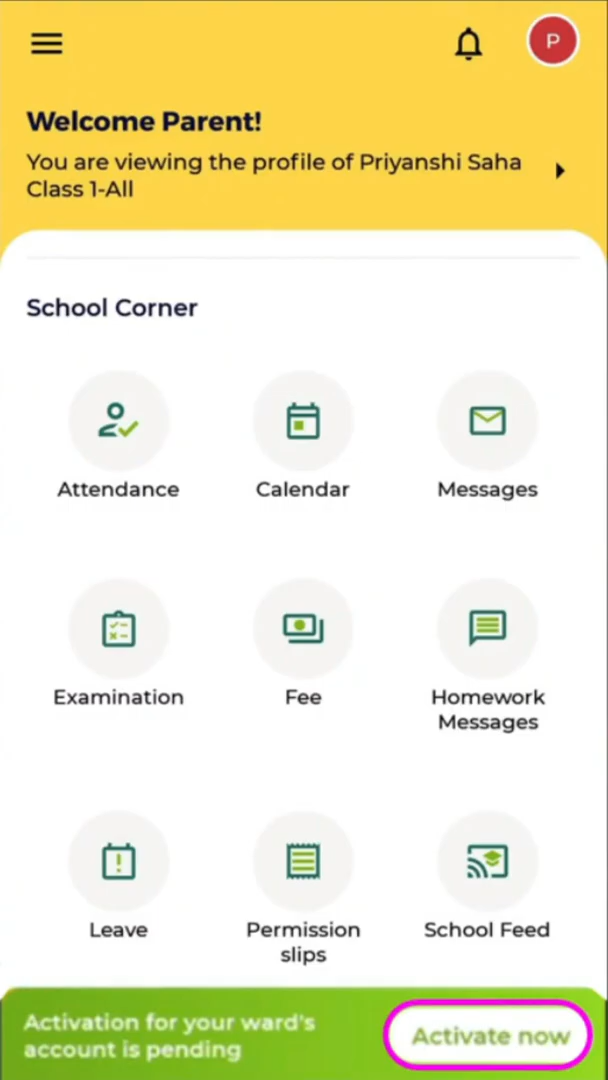 P
Welcome Parent!
You are viewing the profile of Priyanshi Saha
Class 1-All
School Corner
Attendance
Calendar
Messages
Examination
Fee
Homework
Messages
Leave
Permission
slips
School Feed
Activation for your ward's
account is pending
Activate now